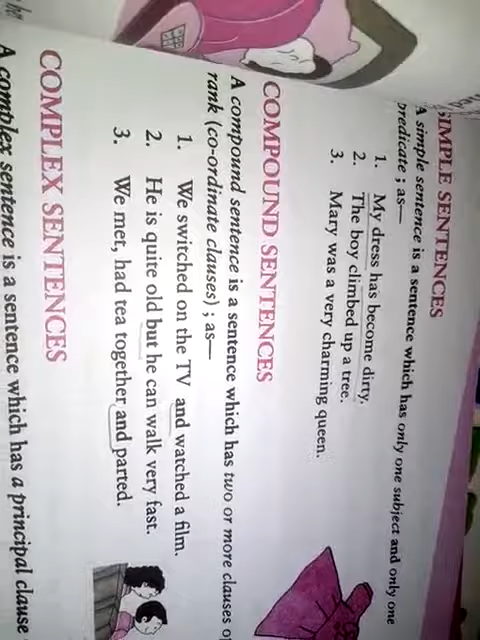 SIMPLE SENTENCES
A simple sentence is a sentence which has only one subject and only one
predicate ; as—
1. My dress has become dirty.
2. The boy climbed up a tree.
3. Mary was a very charming queen.
COMPOUND SENTENCES
A compound sentence is a sentence which has two or more clauses
rank (co-ordinate clauses) ; as—
1. We switched on the TV and watched a film.
2. He is quite old but he can walk very fast.
3. We met, had tea together and parted.
COMPLEX SENTENCES
A complex sentence is a sentence which has a principal clause